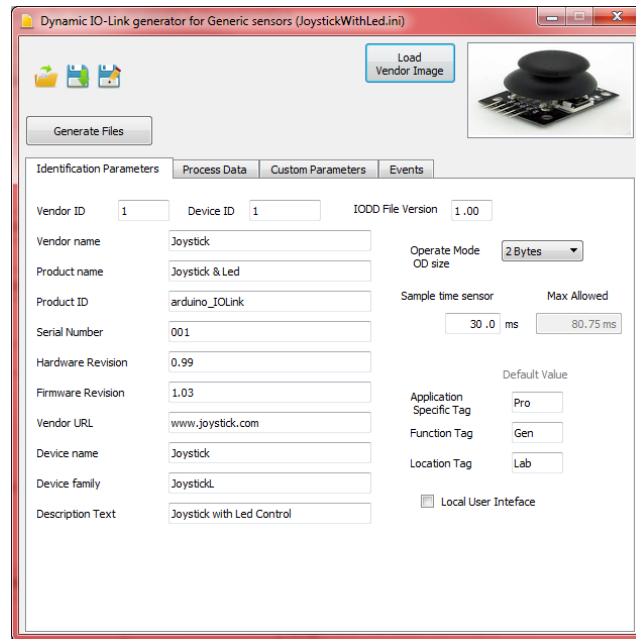 Dynamic IO-Link generator for Generic sensors (JoystickWithLed.ini)
Load
Vendor Image
Generate Files
Identification Parameters Process Data Custom Parameters Events
Vendor ID 1 Device ID 1 IODD File Version 1.00
Vendor name Joystick
Operate Mode 2 Bytes
OD size
Product name Joystick & Led
Product ID arduino_IOLink
Sample time sensor Max Allowed
Serial Number 001
30.0 ms 80.75 ms
Hardware Revision 0.99
Default Value
Firmware Revision 1.03
Application Pro
Specific Tag
Vendor URL www.joystick.com
Function Tag Gen
Device name Joystick
Location Tag Lab
Device family JoystickL
Local User Inteface
Description Text Joystick with Led Control